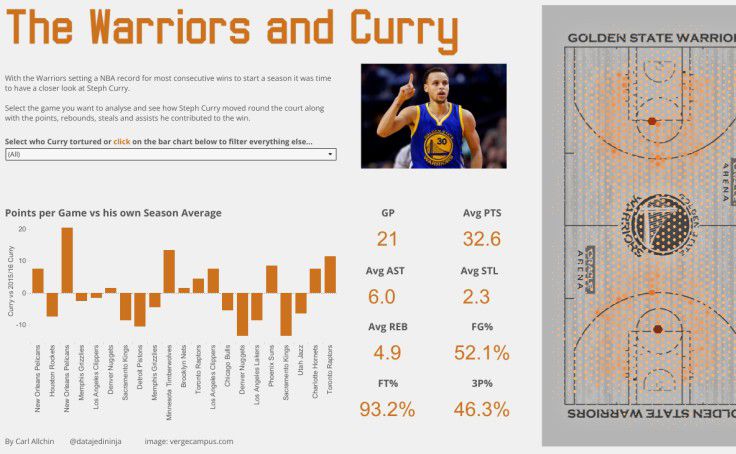 The Warriors and Curry
With the Warriors setting a NBA record for most consecutive wins to start a season it was time
to have a closer look at Steph Curry.
Select the game you want to analyse and see how Steph Curry moved round the court along
with the points, rebounds, steals and assists he contributed to the win.
Select who Curry tortured or click on the bar chart below to filter everything else...
(All)
WARRIORS
30
Points per Game vs his own Season Average
Curry vs 2015/16 Curry
20
10
0
-10
New Orleans Pelicans
Houston Rockets
New Orleans Pelicans
Memphis Grizzlies
Los Angeles Clippers
Denver Nuggets
Sacramento Kings
Detroit Pistons
Memphis Grizzlies
Minnesota Timberwolves
Brooklyn Nets
Toronto Raptors
Los Angeles Clippers
Chicago Bulls
Denver Nuggets
Los Angeles Lakers
Phoenix Suns
Sacramento Kings
Utah Jazz
Charlotte Hornets
Toronto Raptors
GP
Avg PTS
21
32.6
Avg AST
Avg STL
6.0
2.3
Avg REB
FG%
4.9
52.1%
FT%
3P%
93.2%
46.3%
GOLDEN STATE WARRIOR
ORACLE
ARENA
GOLDEN STATE
WARRIORS
ORACLE
ARENA
OLDEN STATE WARRIORS
By Carl Allchin
@datajedininja
image: vergecampus.com